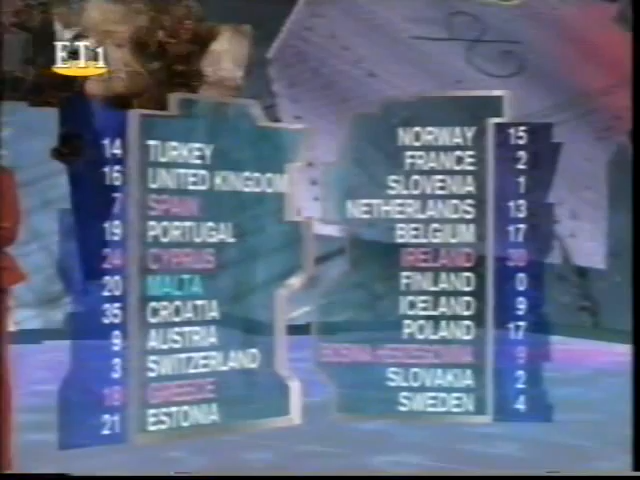 ET1
14 TURKEY
16 UNITED KINGDOM
7 SPAIN
19 PORTUGAL
24 CYPRUS
20 MALTA
35 CROATIA
9 AUSTRIA
3 SWITZERLAND
18 GREECE
21 ESTONIA
NORWAY 15
FRANCE 2
SLOVENIA 1
NETHERLANDS 13
BELGIUM 17
IRELAND
FINLAND 0
ICELAND 9
POLAND 17
BOSNIA-HERZEGOVINA 9
SLOVAKIA 2
SWEDEN 4